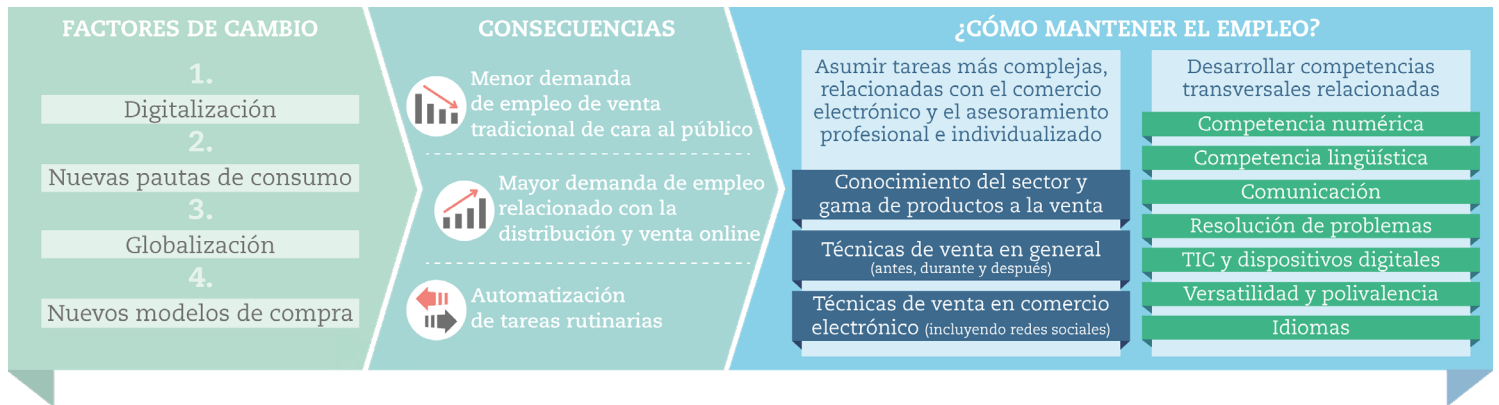 FACTORES DE CAMBIO
1.
Digitalización
2.
Nuevas pautas de consumo
3.
Globalización
4.
Nuevos modelos de compra
CONSECUENCIAS
Menor demanda
de empleo de venta
tradicional de cara al público
Mayor demanda de empleo
relacionado con la
distribución y venta online
Automatización
de tareas rutinarias
¿CÓMO MANTENER EL EMPLEO?
Asumir tareas más complejas,
relacionadas con el comercio
electrónico y el asesoramiento
profesional e individualizado
Conocimiento del sector y
gama de productos a la venta
Técnicas de venta en general
(antes, durante y después)
Técnicas de venta en comercio
electrónico (incluyendo redes sociales)
Desarrollar competencias
transversales relacionadas
Competencia numérica
Competencia lingüística
Comunicación
Resolución de problemas
TIC y dispositivos digitales
Versatilidad y polivalencia
Idiomas